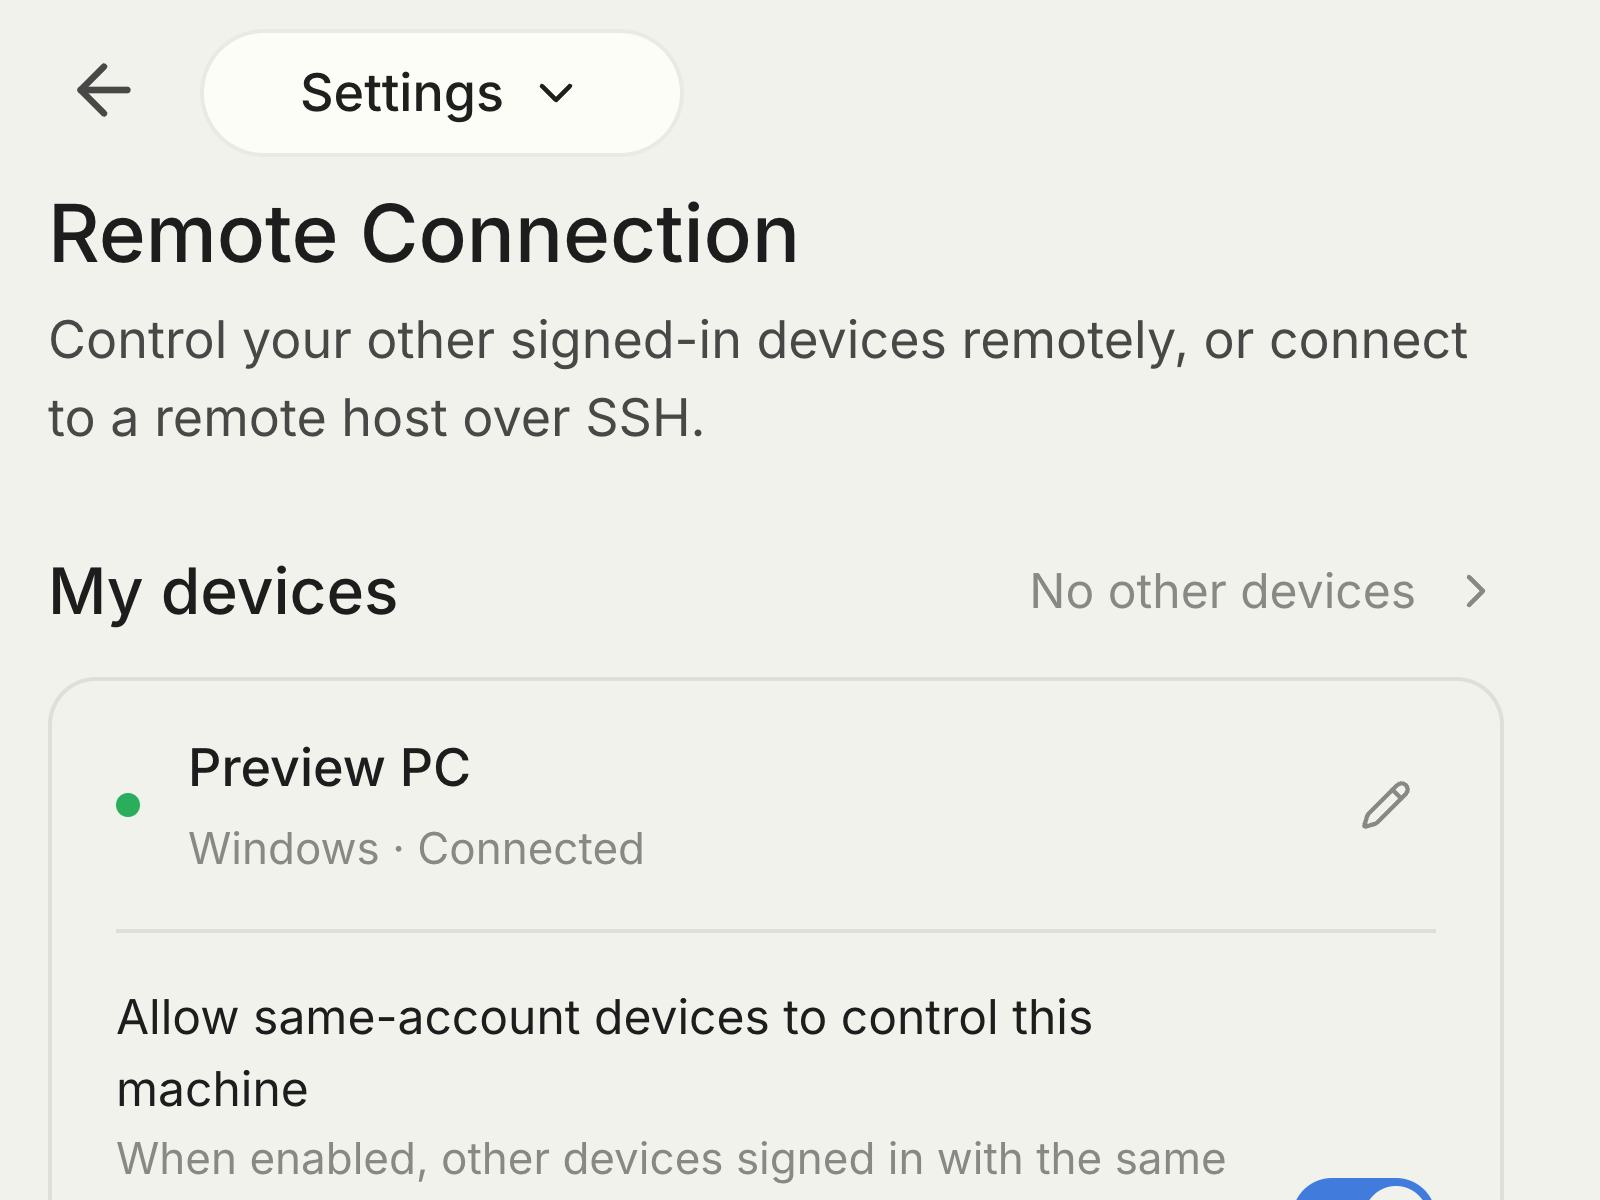 Settings
Remote Connection
Control your other signed-in devices remotely, or connect
to a remote host over SSH.
My devices
No other devices
Preview PC
Windows · Connected
Allow same-account devices to control this
machine
When enabled, other devices signed in with the same